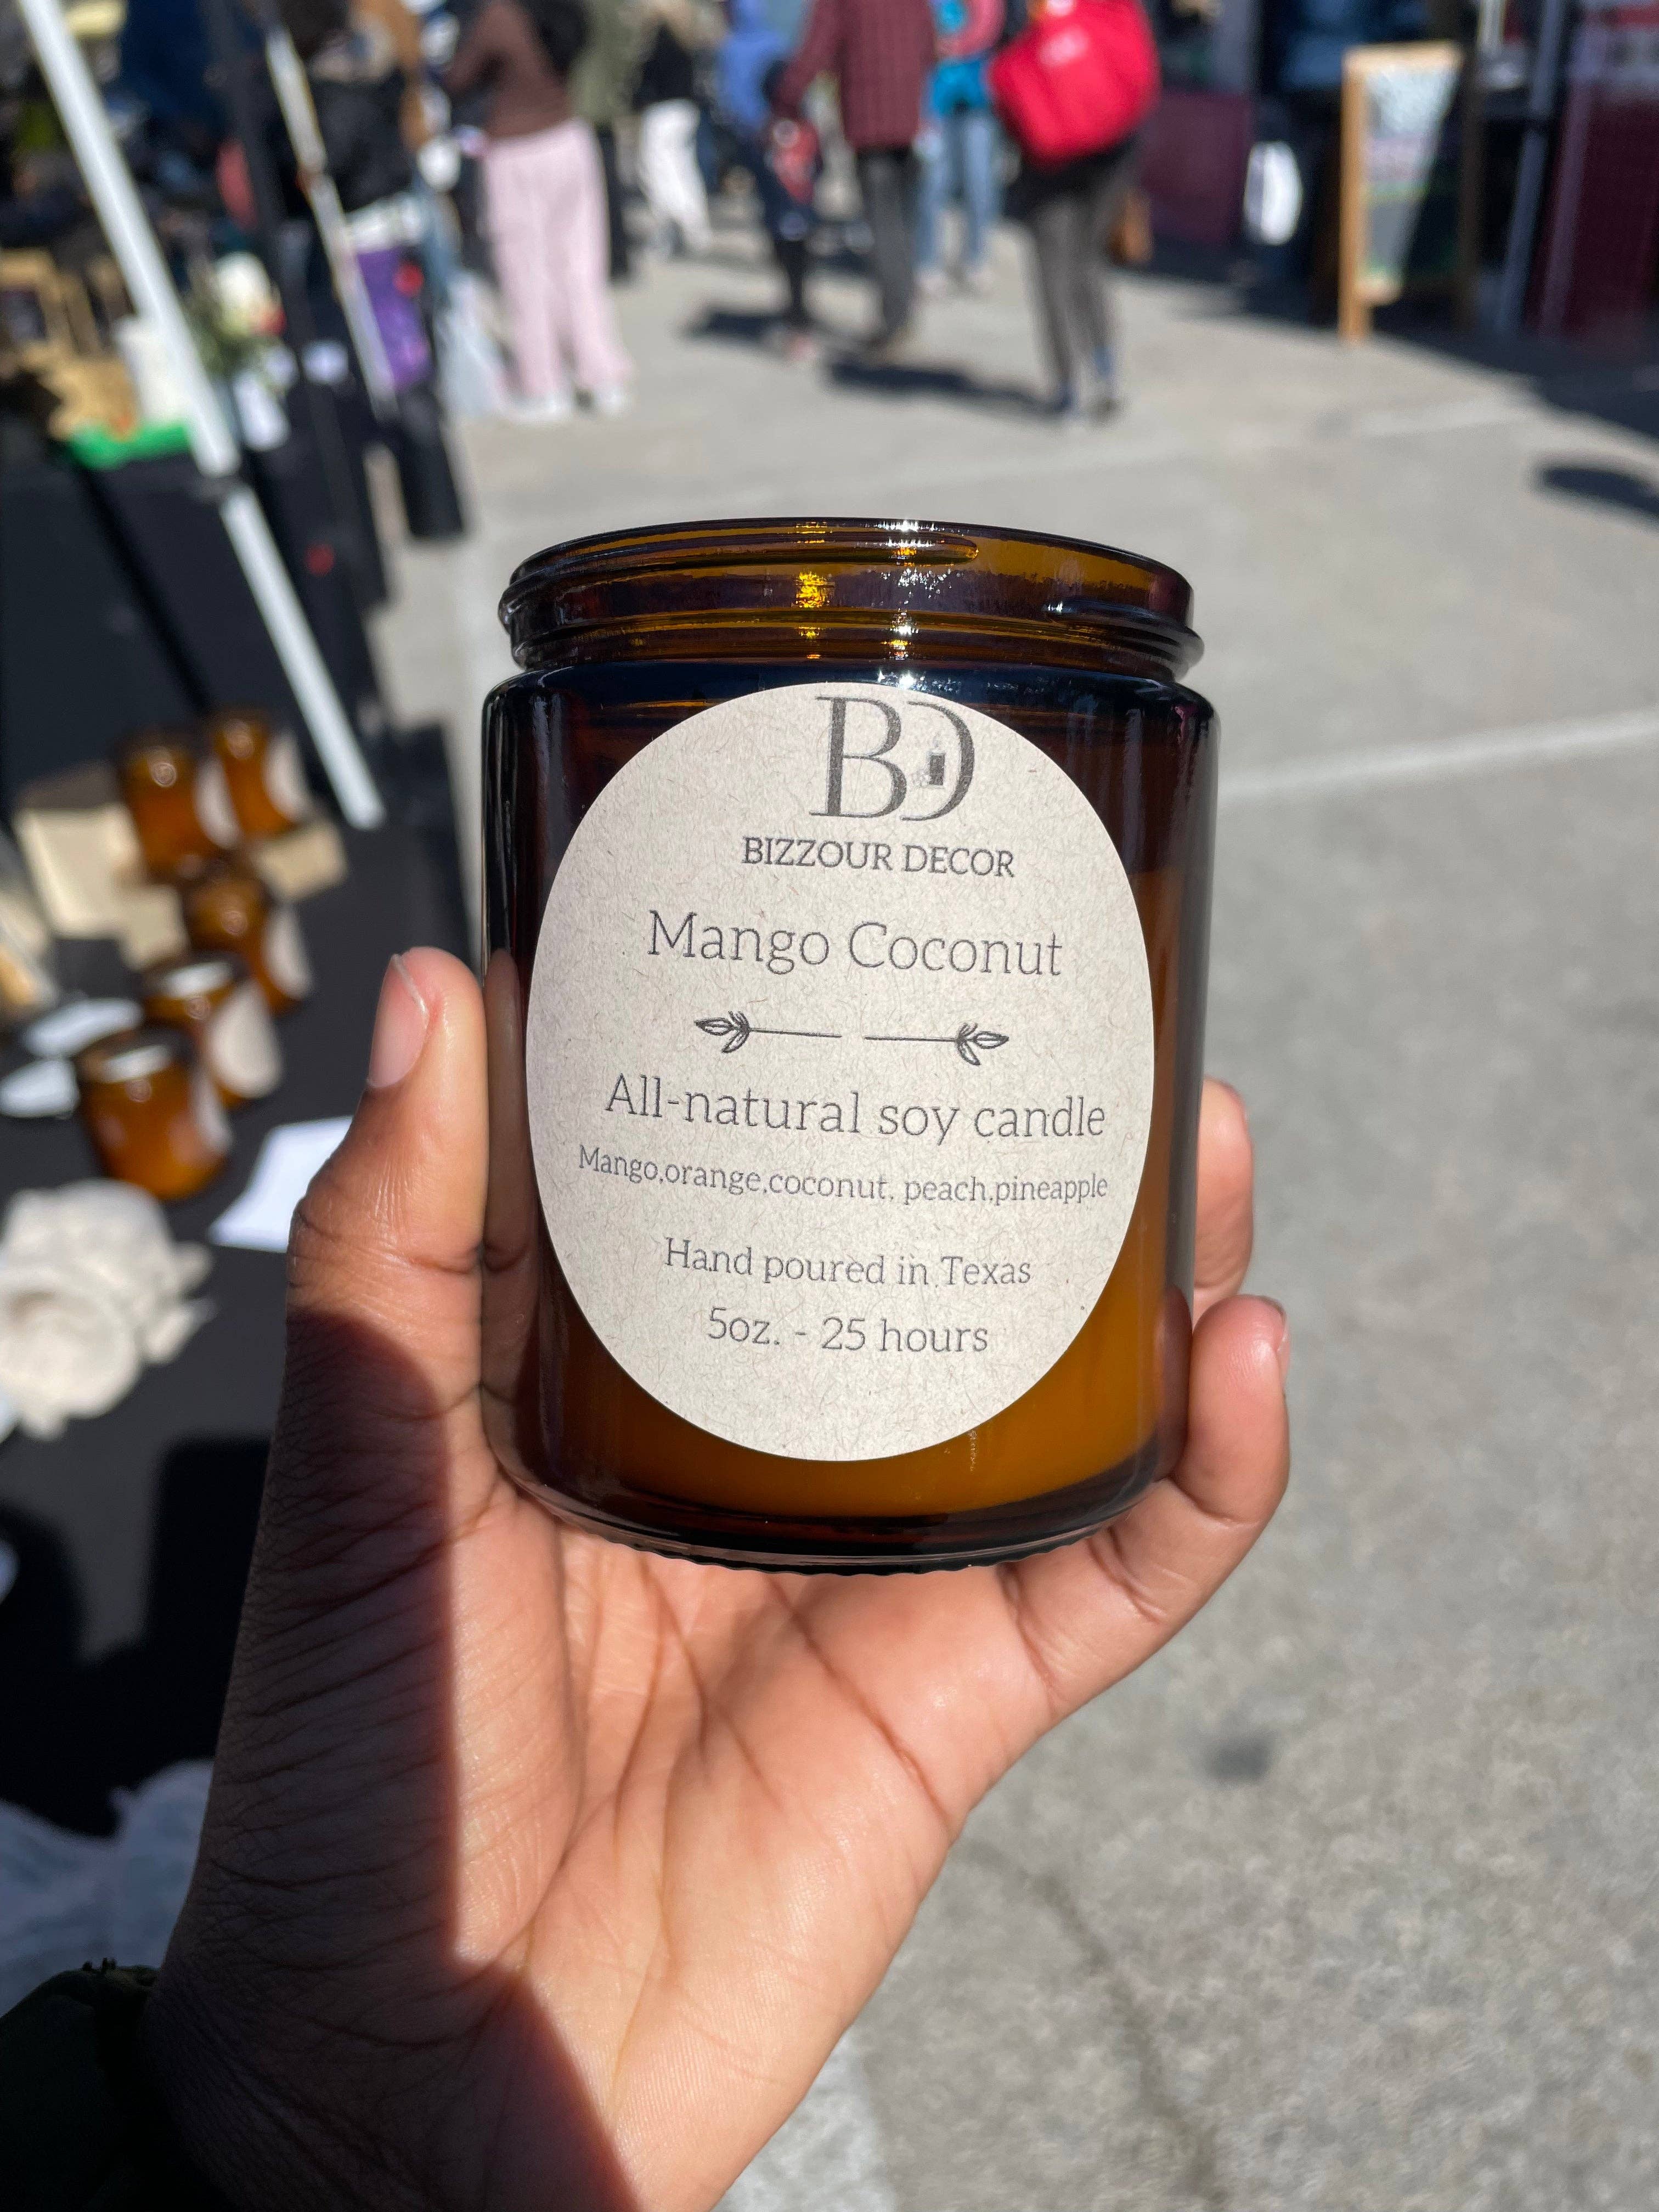 BD
BIZZOUR DECOR
Mango Coconut
All-natural soy candle
Mango,orange,coconut, peach,pineapple
Hand poured in Texas
5oz. - 25 hours